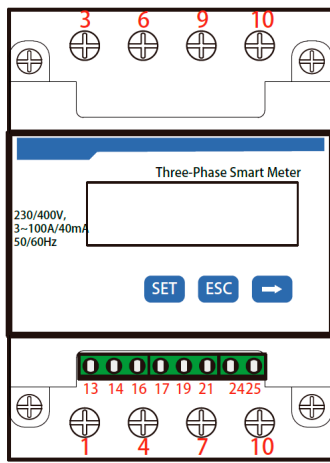 3 6 9 10
Three-Phase Smart Meter
230/400V,
3~100A/40mA
50/60Hz
SET ESC
13 14 16 17 19 21 24 25
1 4 7 10